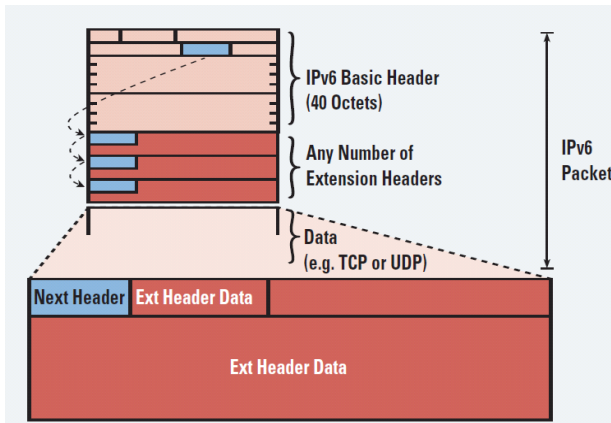 IPv6 Basic Header
(40 Octets)
Any Number of
Extension Headers
IPv6
Packet
Data
(e.g. TCP or UDP)
Next Header
Ext Header Data
Ext Header Data